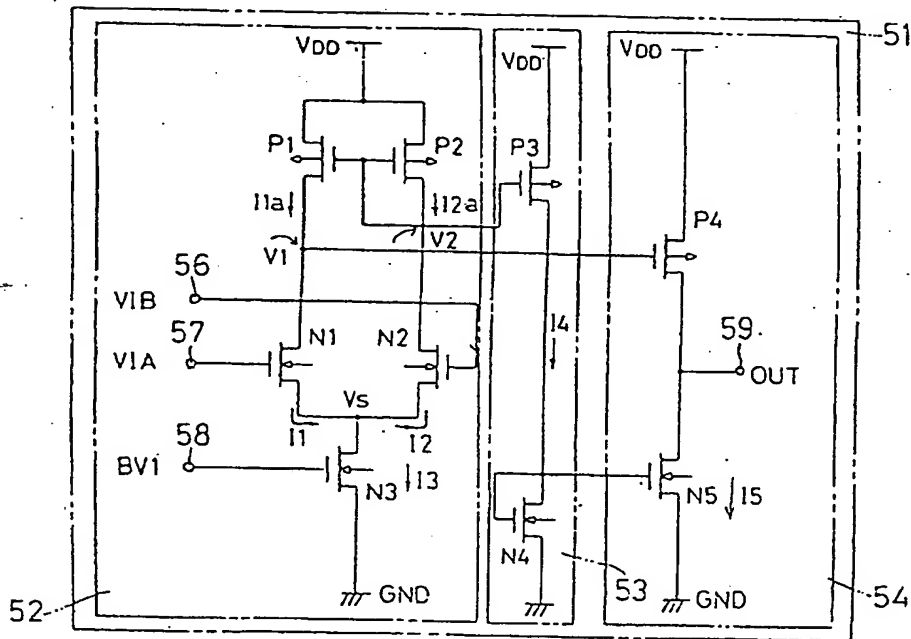 51
VDD
VDD
VDD
P1
P2
P3
I1a
I2a
P4
V1
V2
56
VIB
57
N1
N2
I4
59
VIA
OUT
Vs
58
I1
I2
BV1
N3
I3
N5
I5
N4
53
52
GND
GND
54